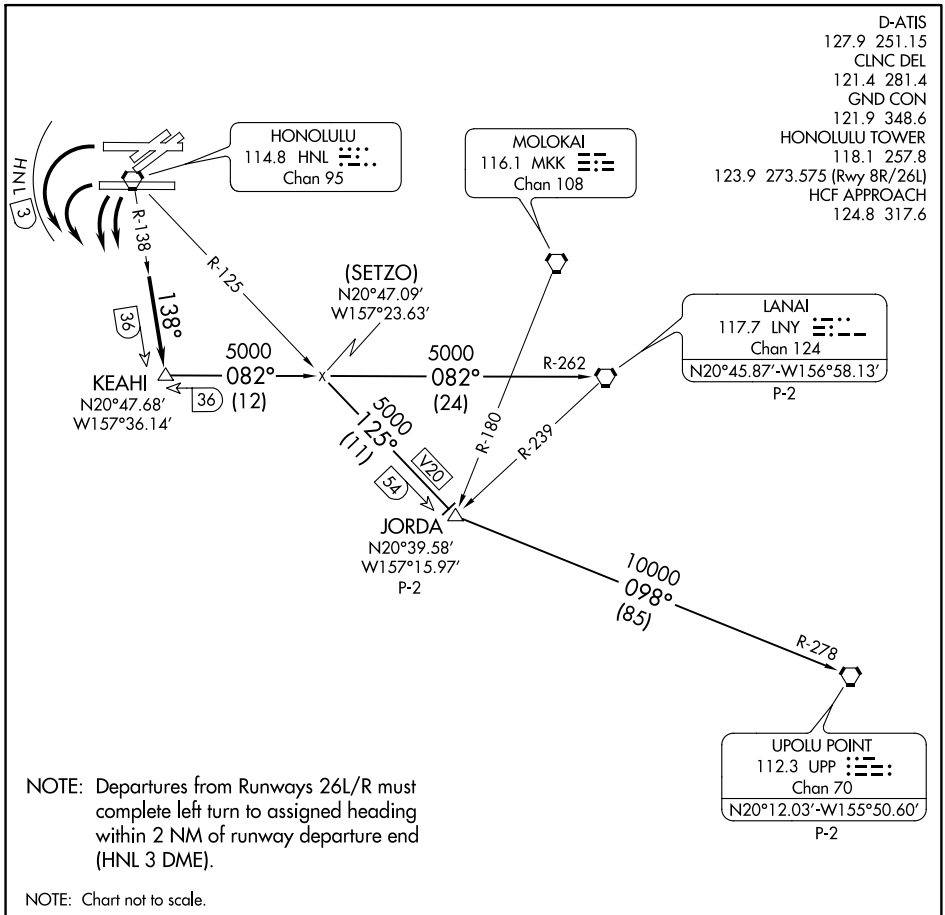 D-ATIS
127.9 251.15
CLNC DEL
121.4 281.4
GND CON
121.9 348.6
HONOLULU TOWER
118.1 257.8
123.9 273.575 (Rwy 8R/26L)
HCF APPROACH
124.8 317.6
HONOLULU
114.8 HNL
Chan 95
MOLOKAI
116.1 MKK
Chan 108
HNL 3
R-138
R-125
138°
36
(SETZO)
N20°47.09′
W157°23.63′
LANAI
117.7 LNY
Chan 124
N20°45.87′-W156°58.13′
P-2
KEAHI
N20°47.68′
W157°36.14′
5000
082°
(12)
36
X
5000
082°
(24)
R-262
R-180
R-239
5000
125°
(11)
V20
54
JORDA
N20°39.58′
W157°15.97′
P-2
10000
098°
(85)
R-278
UPOLU POINT
112.3 UPP
Chan 70
N20°12.03′-W155°50.60′
P-2
NOTE: Departures from Runways 26L/R must
complete left turn to assigned heading
within 2 NM of runway departure end
(HNL 3 DME).
NOTE: Chart not to scale.